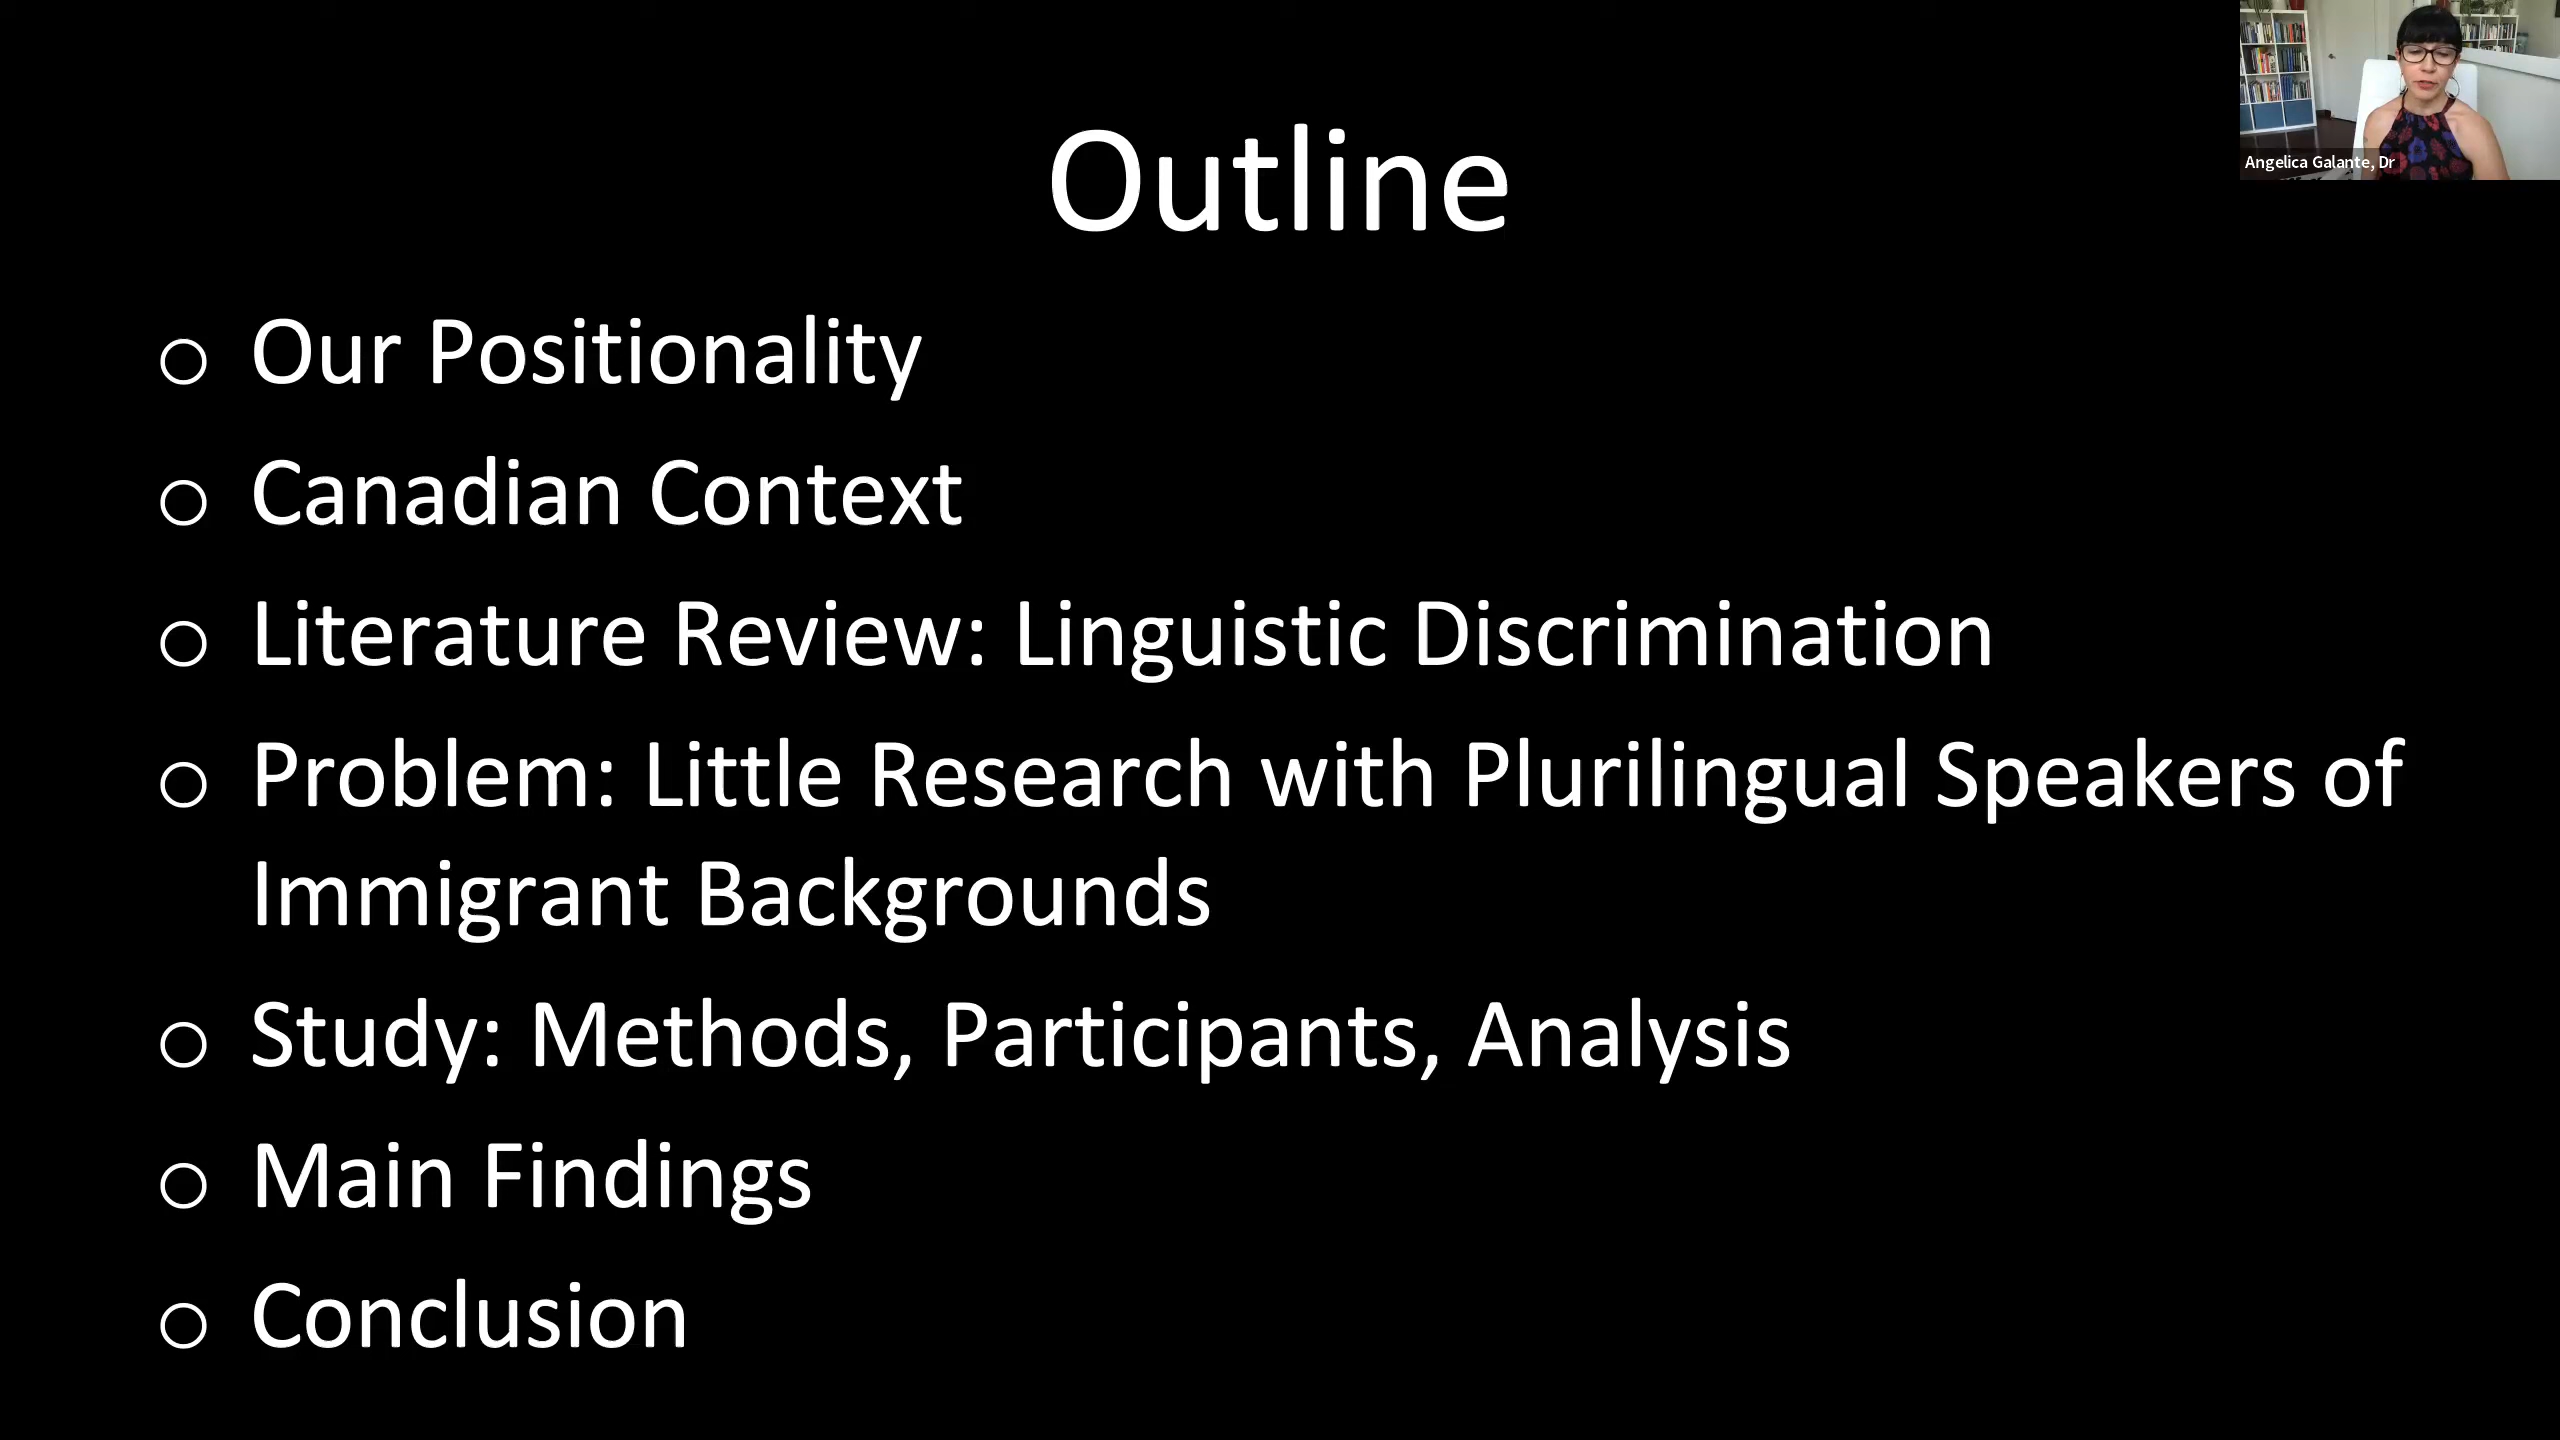 Outline
Angelica Galante, Dr
o Our Positionality
o Canadian Context
o Literature Review: Linguistic Discrimination
o Problem: Little Research with Plurilingual Speakers of
Immigrant Backgrounds
o Study: Methods, Participants, Analysis
o Main Findings
o Conclusion